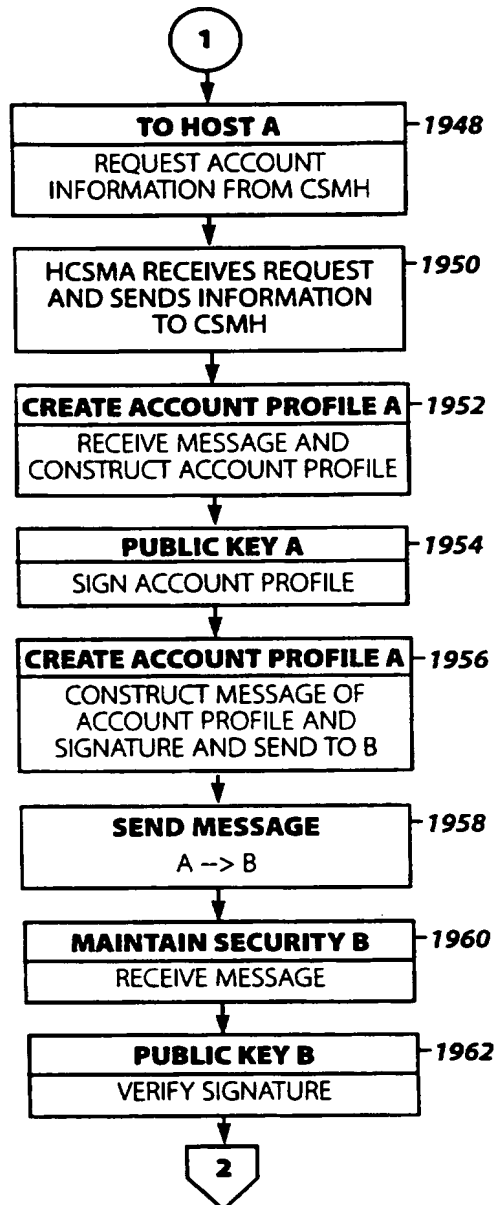 1
TO HOST A
1948
REQUEST ACCOUNT
INFORMATION FROM CSMH
HCSMA RECEIVES REQUEST
1950
AND SENDS INFORMATION
TO CSMH
CREATE ACCOUNT PROFILE A
1952
RECEIVE MESSAGE AND
CONSTRUCT ACCOUNT PROFILE
PUBLIC KEY A
1954
SIGN ACCOUNT PROFILE
CREATE ACCOUNT PROFILE A
1956
CONSTRUCT MESSAGE OF
ACCOUNT PROFILE AND
SIGNATURE AND SEND TO B
SEND MESSAGE
1958
A --> B
MAINTAIN SECURITY B
1960
RECEIVE MESSAGE
PUBLIC KEY B
1962
VERIFY SIGNATURE
2